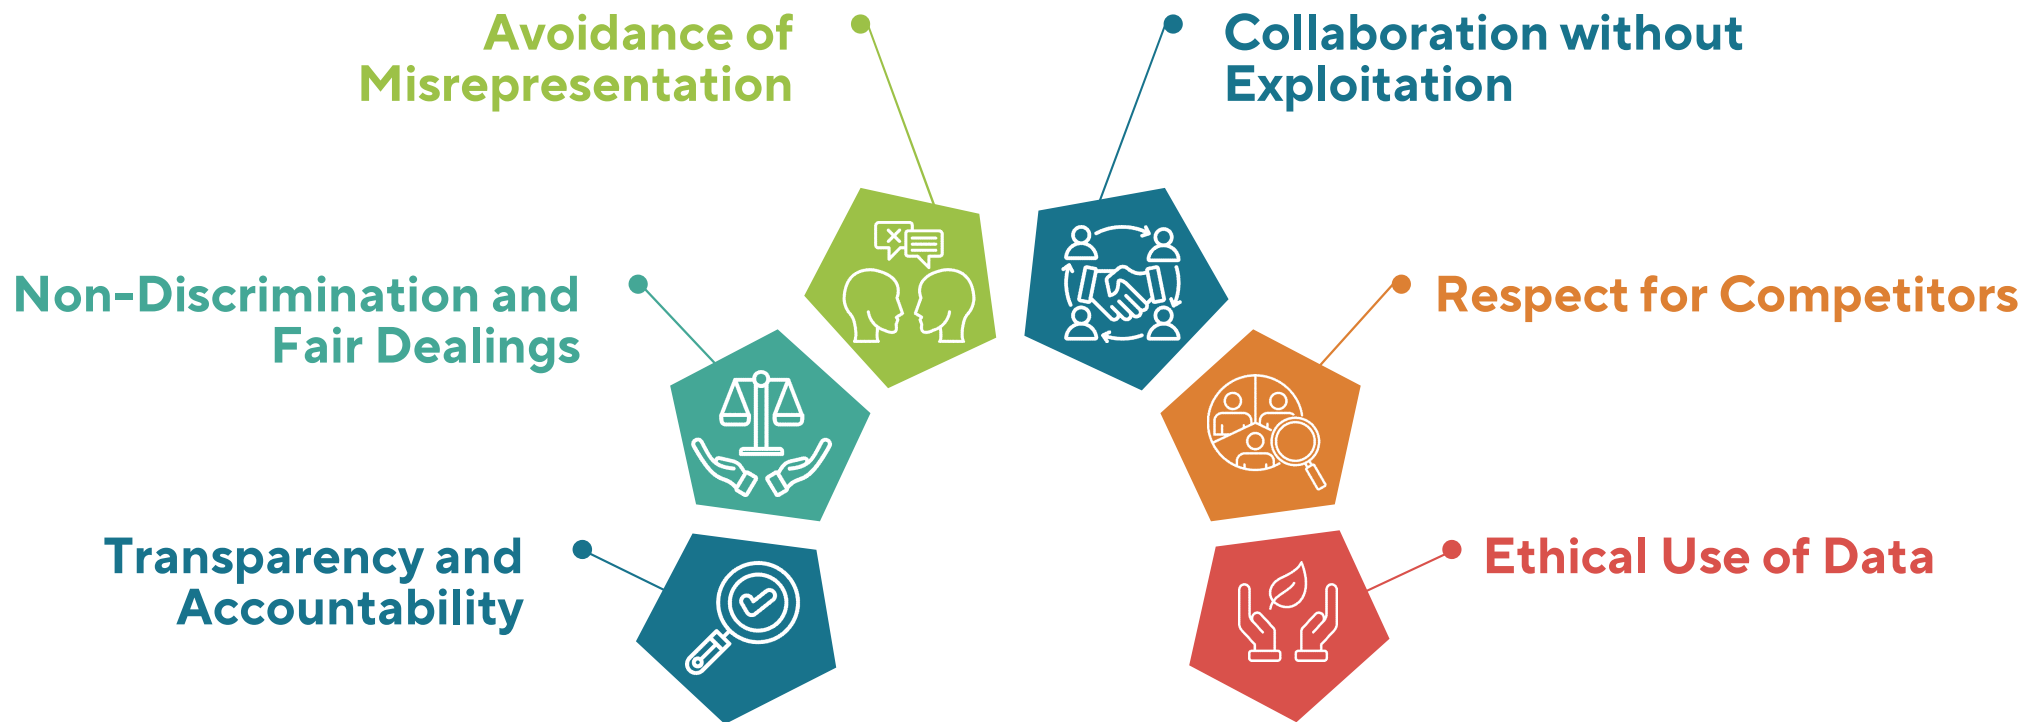 Avoidance of
Misrepresentation
Collaboration without
Exploitation
Non-Discrimination and
Fair Dealings
Respect for Competitors
Transparency and
Accountability
Ethical Use of Data